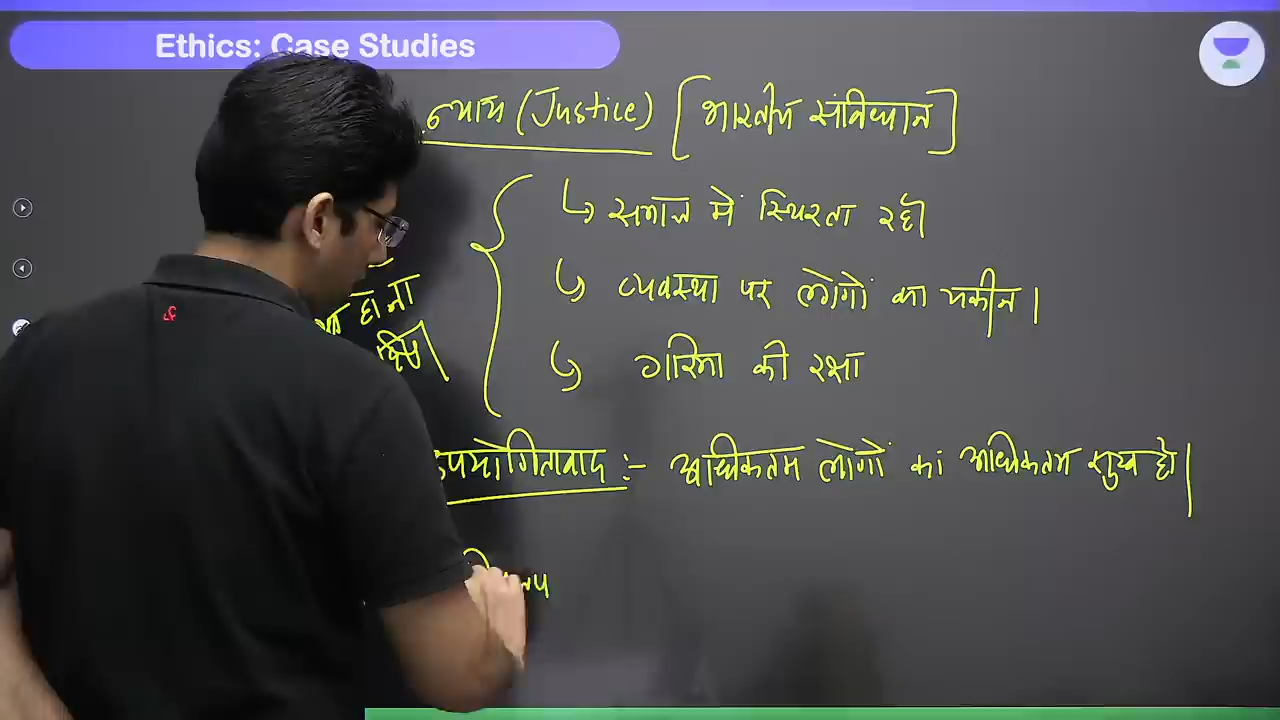 Ethics: Case Studies
न्याय (Justice) [भारतीय संविधान]
↳ समाज में स्थिरता रहे
↳ व्यवस्था पर लोगों का यकीन।
होना
↳ गरिमा की रक्षा
उपयोगितावाद :- अधिकतम लोगों का अधिकतम सुख हो|